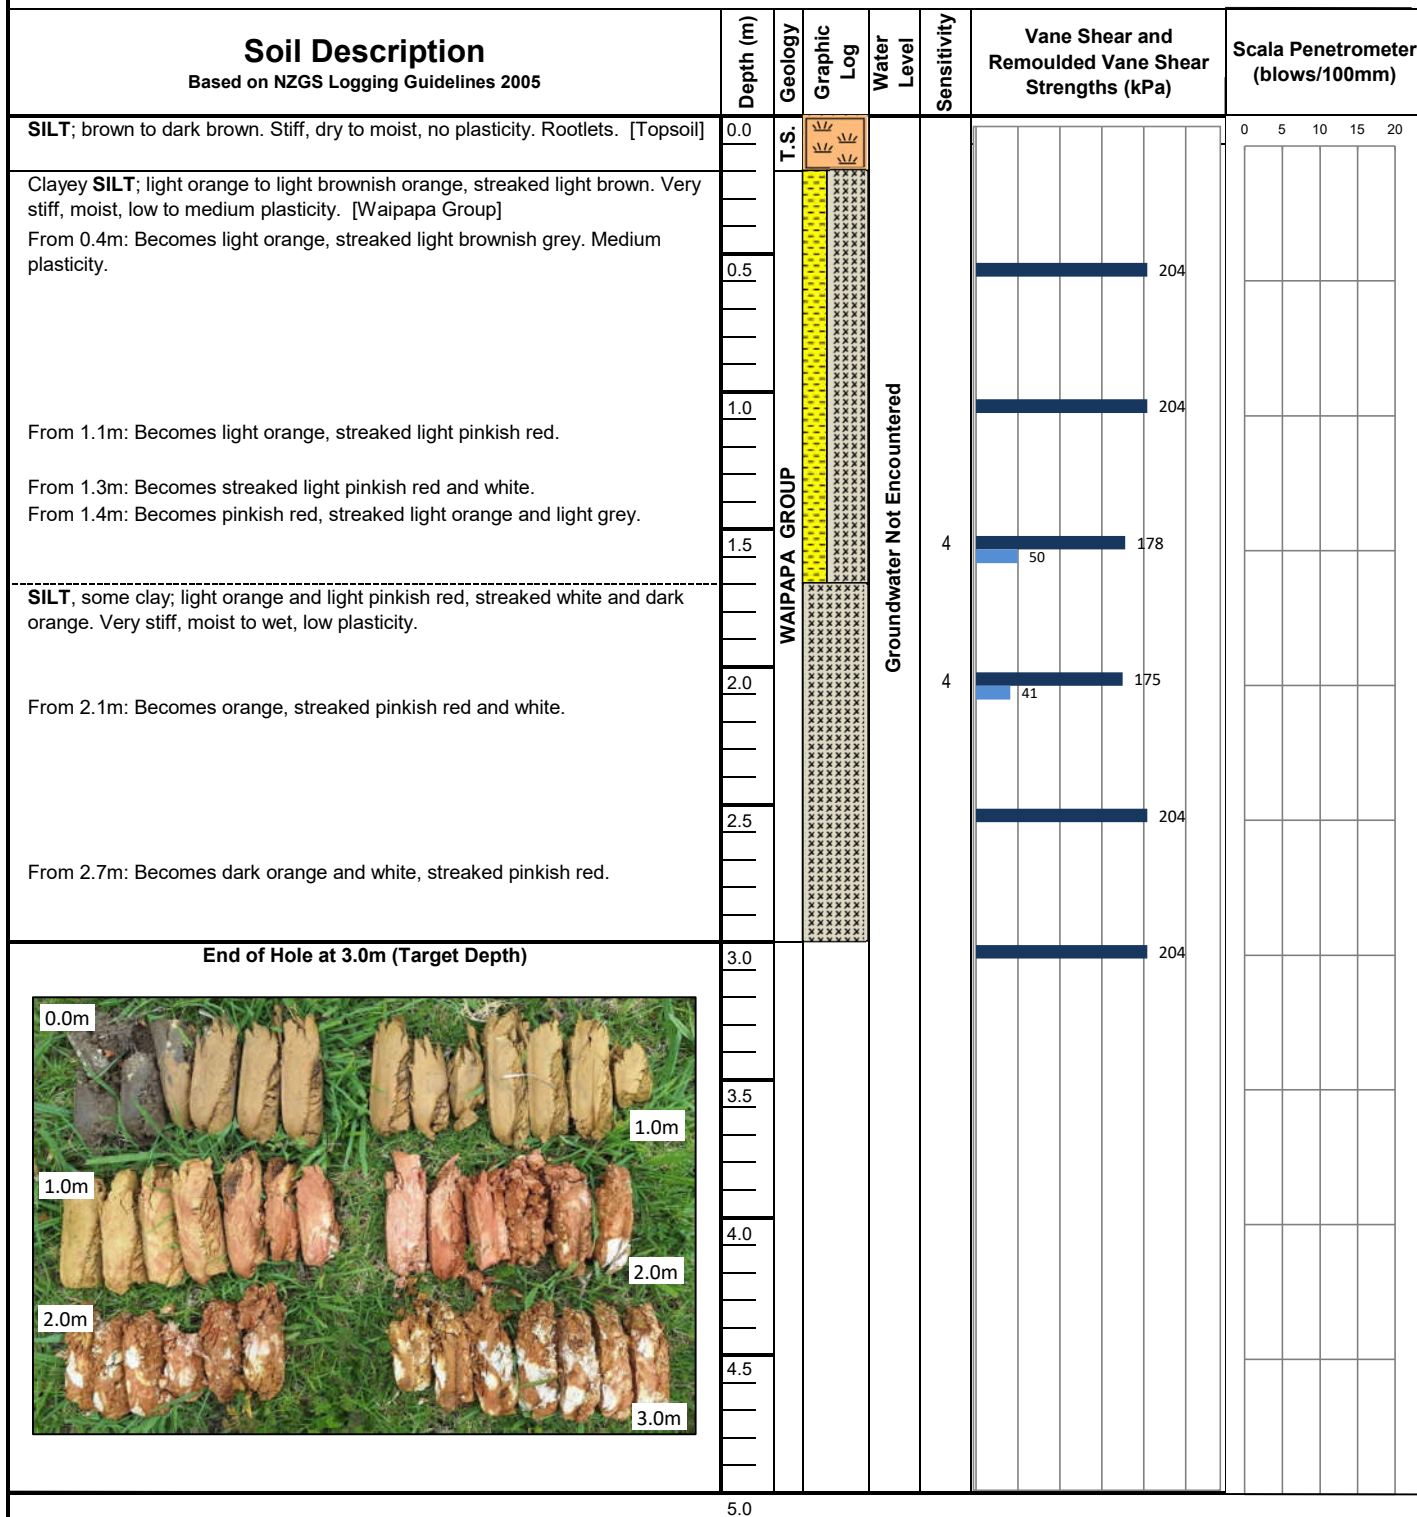 Soil Description
Based on NZGS Logging Guidelines 2005
Depth (m)
Geology
Graphic
Log
Water
Level
Sensitivity
Vane Shear and
Remoulded Vane Shear
Strengths (kPa)
Scala Penetrometer
(blows/100mm)
SILT; brown to dark brown. Stiff, dry to moist, no plasticity. Rootlets. [Topsoil]
0.0
T.S.
0 5 10 15 20
Clayey SILT; light orange to light brownish orange, streaked light brown. Very
stiff, moist, low to medium plasticity. [Waipapa Group]
From 0.4m: Becomes light orange, streaked light brownish grey. Medium
plasticity.
0.5
204
1.0
204
From 1.1m: Becomes light orange, streaked light pinkish red.
From 1.3m: Becomes streaked light pinkish red and white.
From 1.4m: Becomes pinkish red, streaked light orange and light grey.
WAIPAPA GROUP
Groundwater Not Encountered
1.5
4
178
50
SILT, some clay; light orange and light pinkish red, streaked white and dark
orange. Very stiff, moist to wet, low plasticity.
2.0
4
175
41
From 2.1m: Becomes orange, streaked pinkish red and white.
2.5
204
From 2.7m: Becomes dark orange and white, streaked pinkish red.
End of Hole at 3.0m (Target Depth)
3.0
204
0.0m
1.0m
1.0m
2.0m
2.0m
3.0m
3.5
4.0
4.5
5.0